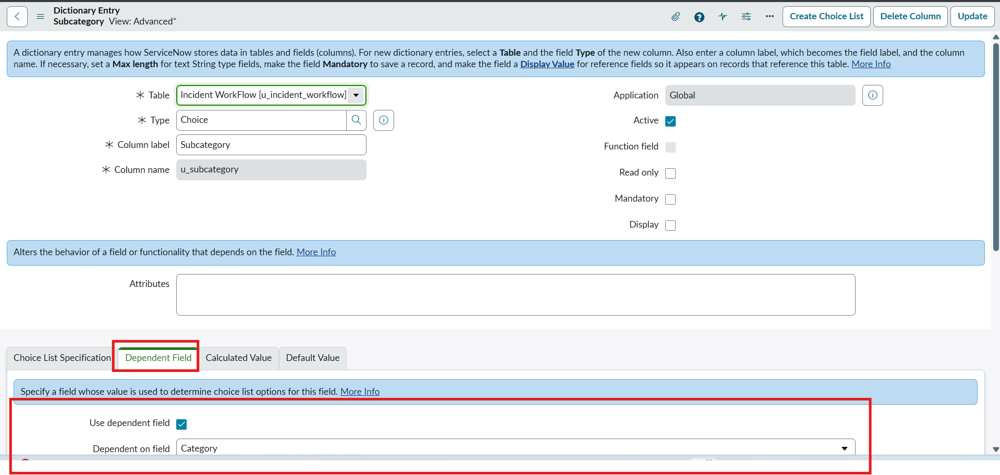 Dictionary Entry
Subcategory View: Advanced*
Create Choice List
Delete Column
Update
A dictionary entry manages how ServiceNow stores data in tables and fields (columns). For new dictionary entries, select a Table and the field Type of the new column. Also enter a column label, which becomes the field label, and the column
name. If necessary, set a Max length for text String type fields, make the field Mandatory to save a record, and make the field a Display Value for reference fields so it appears on records that reference this table. More Info
Table Incident WorkFlow [u_incident_workflow]
Application Global
Type Choice
Active
Column label Subcategory
Function field
Column name u_subcategory
Read only
Mandatory
Display
Alters the behavior of a field or functionality that depends on the field. More Info
Attributes
Choice List Specification Dependent Field Calculated Value Default Value
Specify a field whose value is used to determine choice list options for this field. More Info
Use dependent field
Dependent on field Category